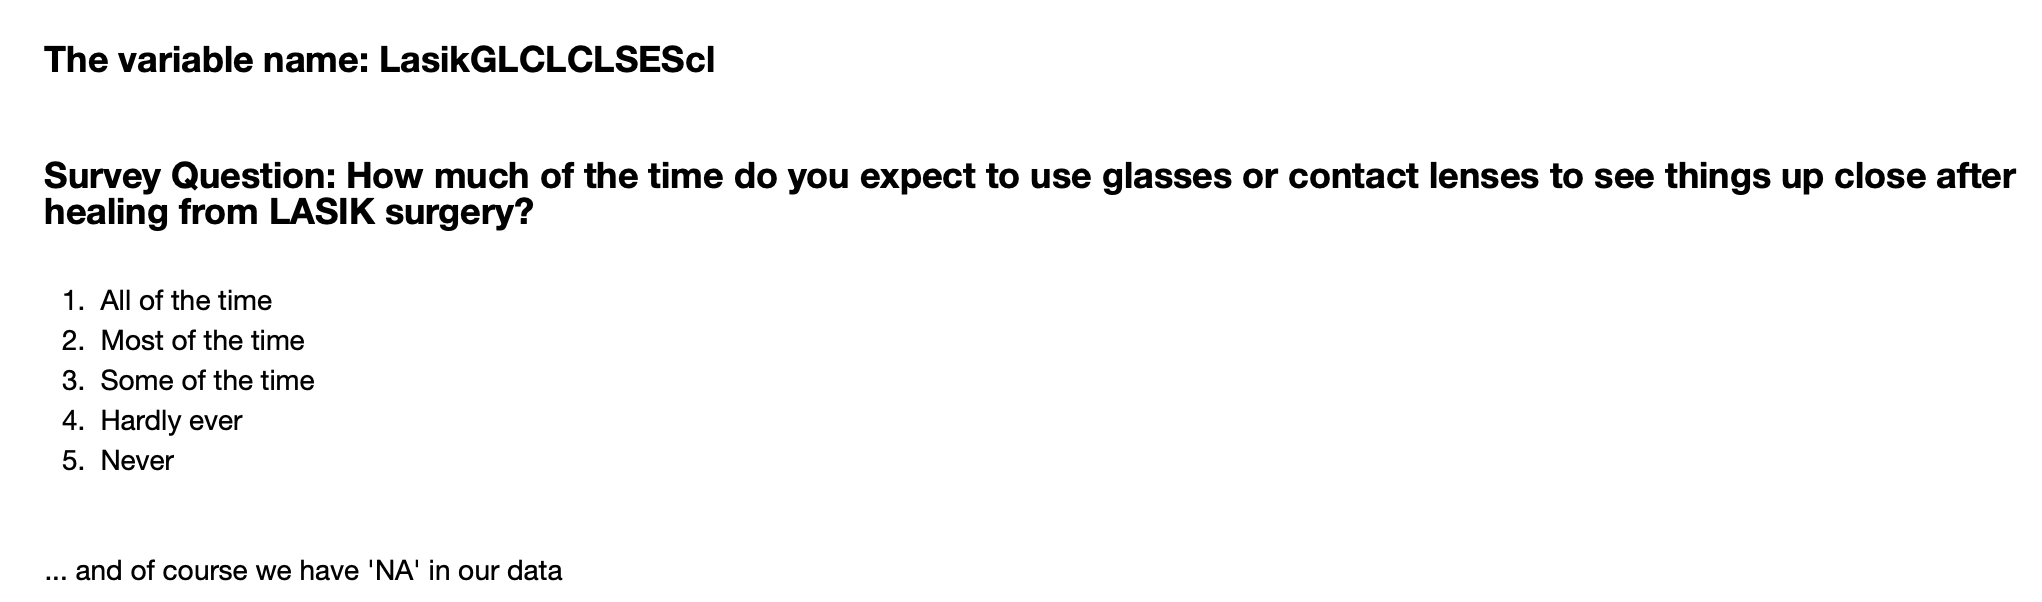 The variable name: LasikGLCLCLSEScl
Survey Question: How much of the time do you expect to use glasses or contact lenses to see things up close after
healing from LASIK surgery?
1. All of the time
2. Most of the time
3. Some of the time
4. Hardly ever
5. Never
... and of course we have 'NA' in our data